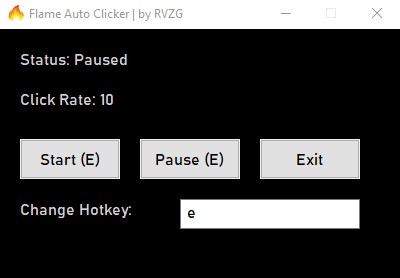 Flame Auto Clicker | by RVZG
Status: Paused
Click Rate: 10
Start (E) Pause (E) Exit
Change Hotkey: e